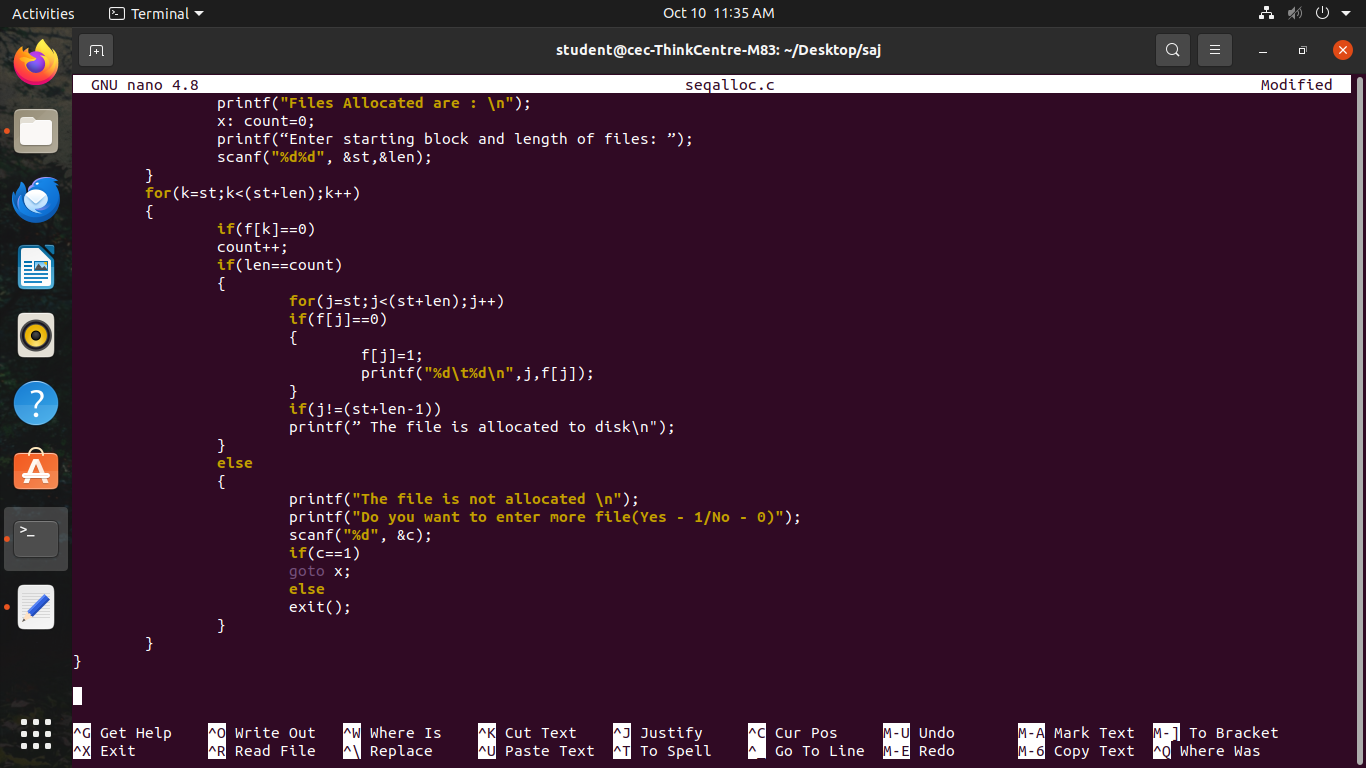 Activities Terminal Oct 10 11:35 AM
student@cec-ThinkCentre-M83: ~/Desktop/saj
GNU nano 4.8 seqalloc.c Modified
printf("Files Allocated are : \n");
x: count=0;
printf(“Enter starting block and length of files: ”);
scanf("%d%d", &st,&len);
}
for(k=st;k<(st+len);k++)
{
if(f[k]==0)
count++;
if(len==count)
{
for(j=st;j<(st+len);j++)
if(f[j]==0)
{
f[j]=1;
printf("%d\t%d\n",j,f[j]);
}
if(j!=(st+len-1))
printf(” The file is allocated to disk\n");
}
else
{
printf("The file is not allocated \n");
printf("Do you want to enter more file(Yes - 1/No - 0)");
scanf("%d", &c);
if(c==1)
goto x;
else
exit();
}
}
}
^G Get Help ^O Write Out ^W Where Is ^K Cut Text ^J Justify ^C Cur Pos M-U Undo M-A Mark Text M-] To Bracket
^X Exit ^R Read File ^\ Replace ^U Paste Text ^T To Spell ^_ Go To Line M-E Redo M-6 Copy Text ^Q Where Was